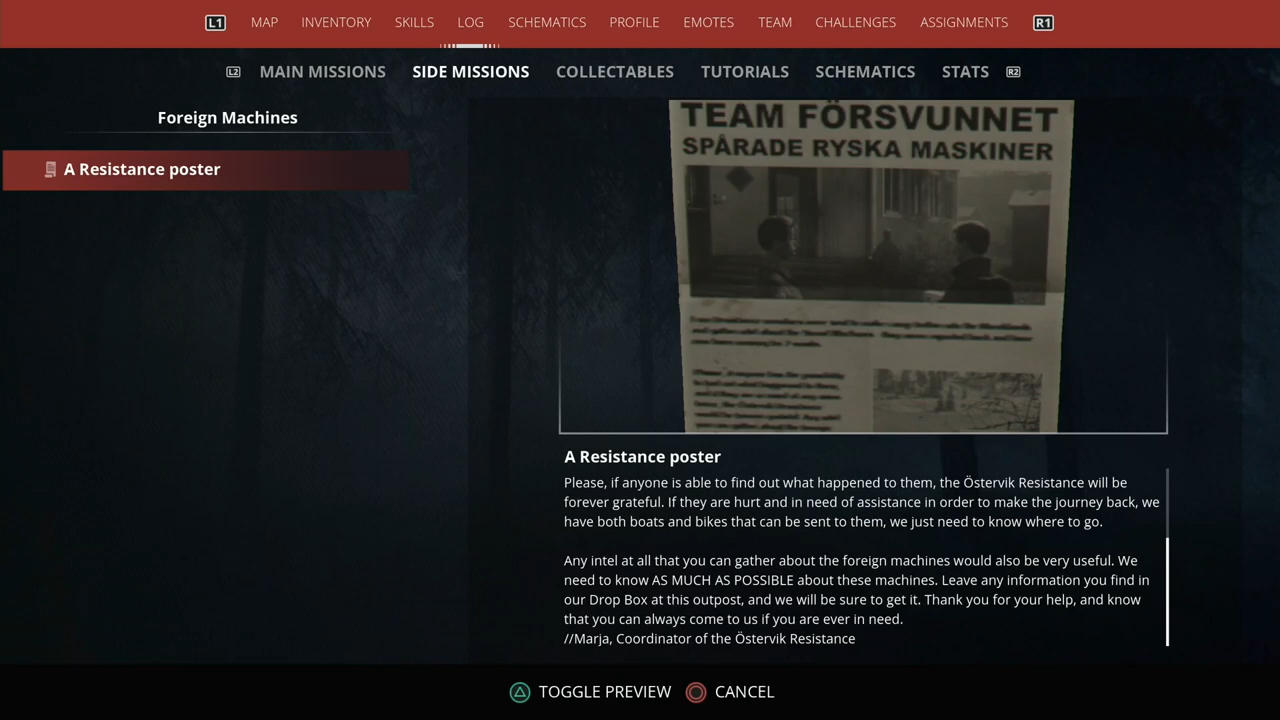 L1 MAP INVENTORY SKILLS LOG SCHEMATICS PROFILE EMOTES TEAM CHALLENGES ASSIGNMENTS R1
L2 MAIN MISSIONS SIDE MISSIONS COLLECTABLES TUTORIALS SCHEMATICS STATS R2
Foreign Machines
A Resistance poster
TEAM FÖRSVUNNET
SPÅRADE RYSKA MASKINER
A Resistance poster
Please, if anyone is able to find out what happened to them, the Östervik Resistance will be
forever grateful. If they are hurt and in need of assistance in order to make the journey back, we
have both boats and bikes that can be sent to them, we just need to know where to go.
Any intel at all that you can gather about the foreign machines would also be very useful. We
need to know AS MUCH AS POSSIBLE about these machines. Leave any information you find in
our Drop Box at this outpost, and we will be sure to get it. Thank you for your help, and know
that you can always come to us if you are ever in need.
//Marja, Coordinator of the Östervik Resistance
TOGGLE PREVIEW CANCEL